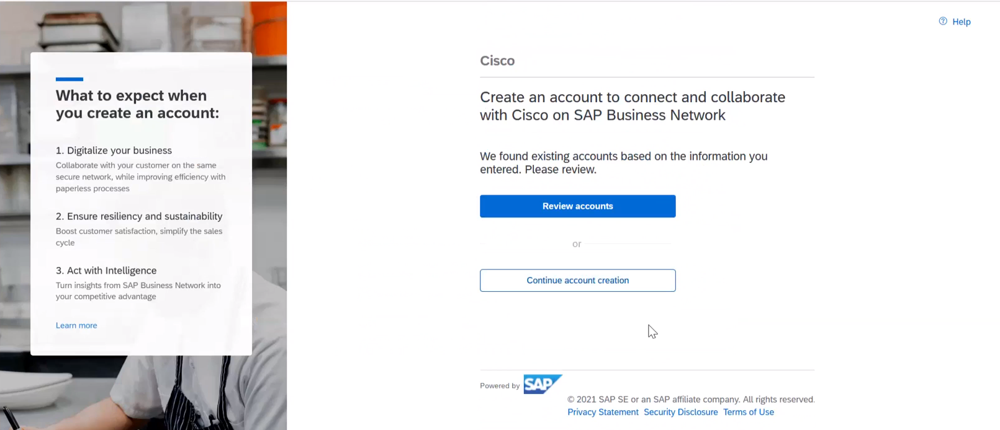 Help
What to expect when
you create an account:
1. Digitalize your business
Collaborate with your customer on the same
secure network, while improving efficiency with
paperless processes
2. Ensure resiliency and sustainability
Boost customer satisfaction, simplify the sales
cycle
3. Act with Intelligence
Turn insights from SAP Business Network into
your competitive advantage
Learn more
Cisco
Create an account to connect and collaborate
with Cisco on SAP Business Network
We found existing accounts based on the information you
entered. Please review.
Review accounts
or
Continue account creation
Powered by SAP
© 2021 SAP SE or an SAP affiliate company. All rights reserved.
Privacy Statement Security Disclosure Terms of Use